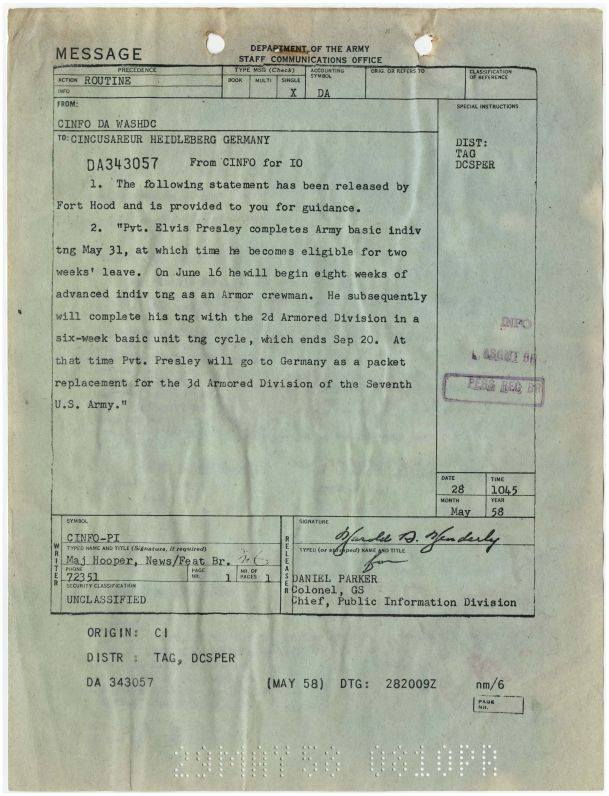 MESSAGE
DEPARTMENT OF THE ARMY
STAFF COMMUNICATIONS OFFICE
PRECEDENCE
ACTION ROUTINE
INFO
TYPE MSG (Check)
BOOK MULTI SINGLE
X
ACCOUNTING SYMBOL
DA
ORIG. OR REFERS TO
CLASSIFICATION OF REFERENCE
FROM:
CINFO DA WASHDC
SPECIAL INSTRUCTIONS
TO: CINCUSAREUR HEIDLEBERG GERMANY
DIST:
TAG
DCSPER
DA343057 From CINFO for IO
1. The following statement has been released by
Fort Hood and is provided to you for guidance.
2. "Pvt. Elvis Presley completes Army basic indiv
tng May 31, at which time he becomes eligible for two
weeks' leave. On June 16 hewill begin eight weeks of
advanced indiv tng as an Armor crewman. He subsequently
will complete his tng with the 2d Armored Division in a
six-week basic unit tng cycle, which ends Sep 20. At
that time Pvt. Presley will go to Germany as a packet
replacement for the 3d Armored Division of the Seventh
U.S. Army."
INFO
DATE TIME
28 1045
MONTH YEAR
May 58
WRITER
SYMBOL
CINFO-PI
TYPED NAME AND TITLE (Signature, if required)
Maj Hooper, News/Feat Br.
PHONE 72351
PAGE NR. 1
NR. OF PAGES 1
SECURITY CLASSIFICATION
UNCLASSIFIED
RELEASER
SIGNATURE
for
TYPED (or stamped) NAME AND TITLE
DANIEL PARKER
Colonel, GS
Chief, Public Information Division
ORIGIN: CI
DISTR : TAG, DCSPER
DA 343057 (MAY 58) DTG: 282009Z nm/6
PAGE NR.